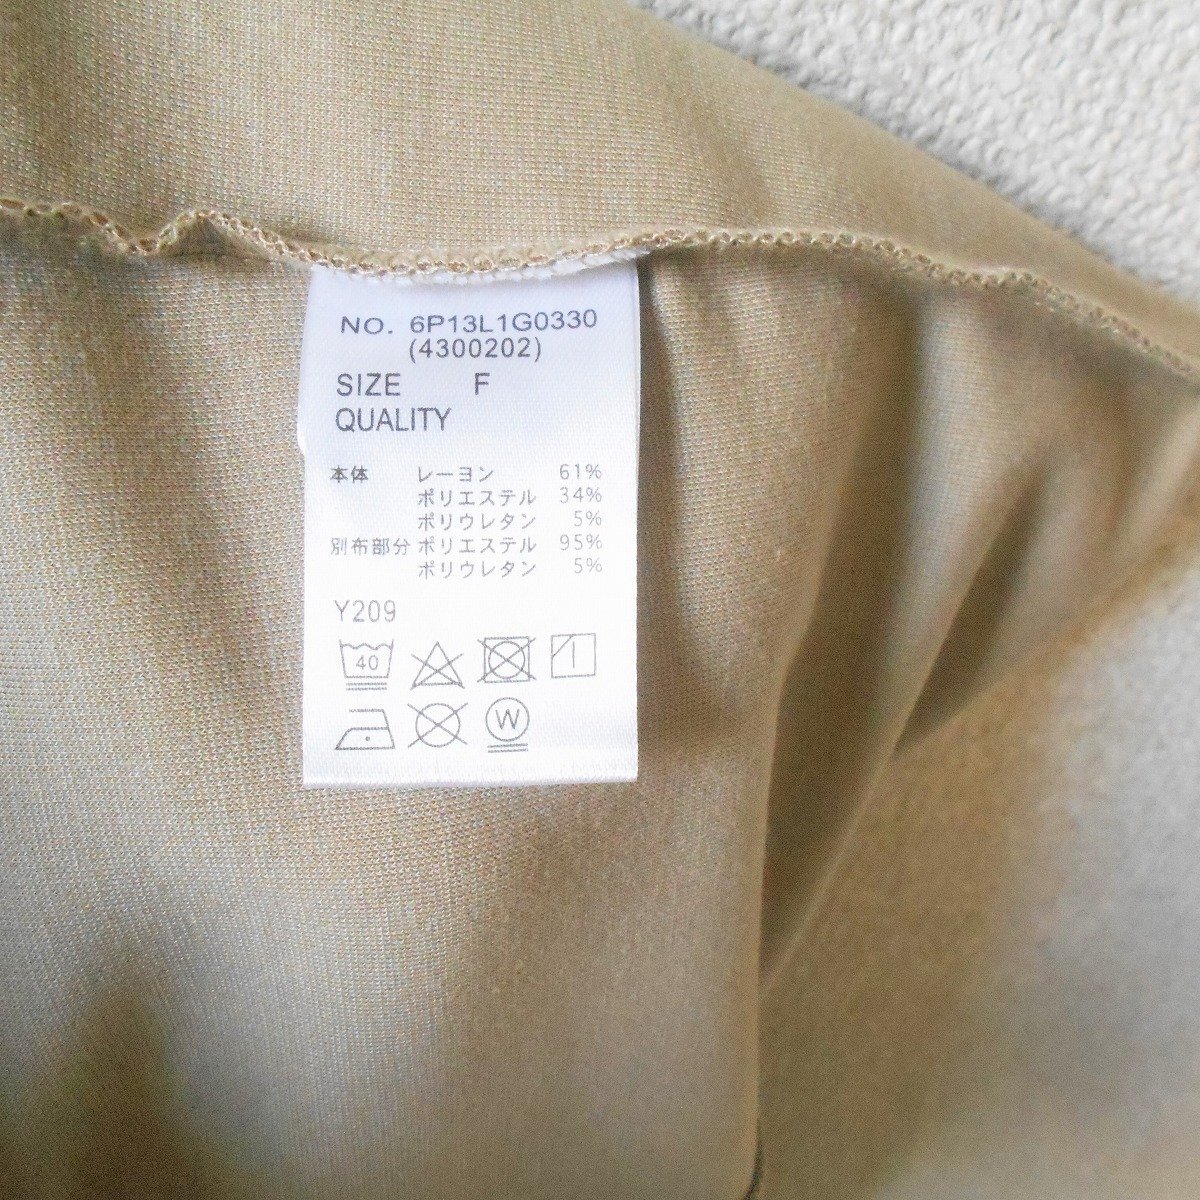 NO. 6P13L1G0330
(4300202)
SIZE F
QUALITY
本体 レーヨン 61%
ポリエステル 34%
ポリウレタン 5%
別布部分 ポリエステル 95%
ポリウレタン 5%
Y209
40
W